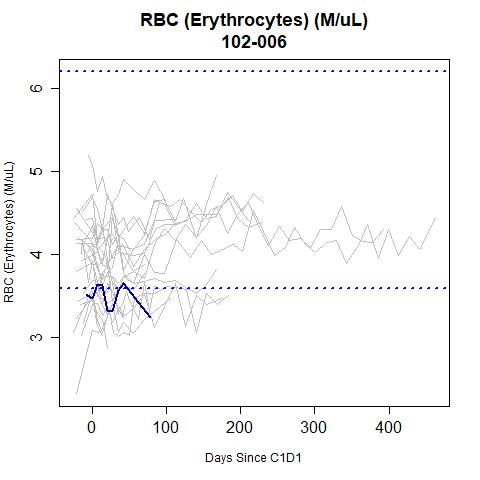 RBC (Erythrocytes) (M/uL)
102-006
RBC (Erythrocytes) (M/uL)
6
5
4
3
0 100 200 300 400
Days Since C1D1